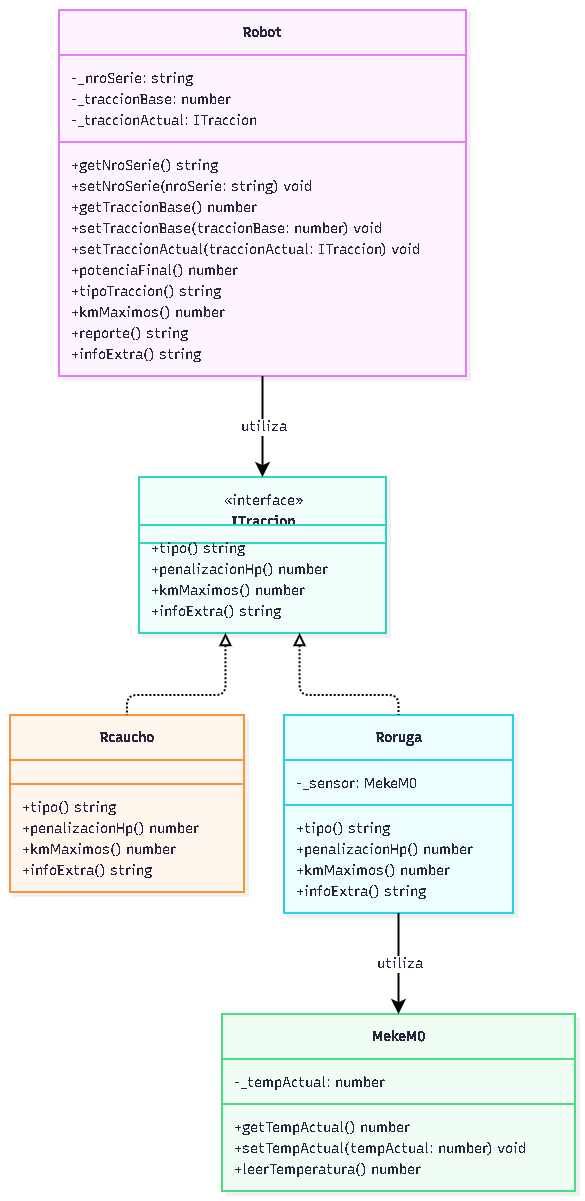 Robot
-_nroSerie: string
-_traccionBase: number
-_traccionActual: ITraccion
+getNroSerie() string
+setNroSerie(nroSerie: string) void
+getTraccionBase() number
+setTraccionBase(traccionBase: number) void
+setTraccionActual(traccionActual: ITraccion) void
+potenciaFinal() number
+tipoTraccion() string
+kmMaximos() number
+reporte() string
+infoExtra() string
utiliza
«interface»
ITraccion
+tipo() string
+penalizacionHp() number
+kmMaximos() number
+infoExtra() string
Rcaucho
+tipo() string
+penalizacionHp() number
+kmMaximos() number
+infoExtra() string
Roruga
-_sensor: MekeM0
+tipo() string
+penalizacionHp() number
+kmMaximos() number
+infoExtra() string
utiliza
MekeM0
-_tempActual: number
+getTempActual() number
+setTempActual(tempActual: number) void
+leerTemperatura() number